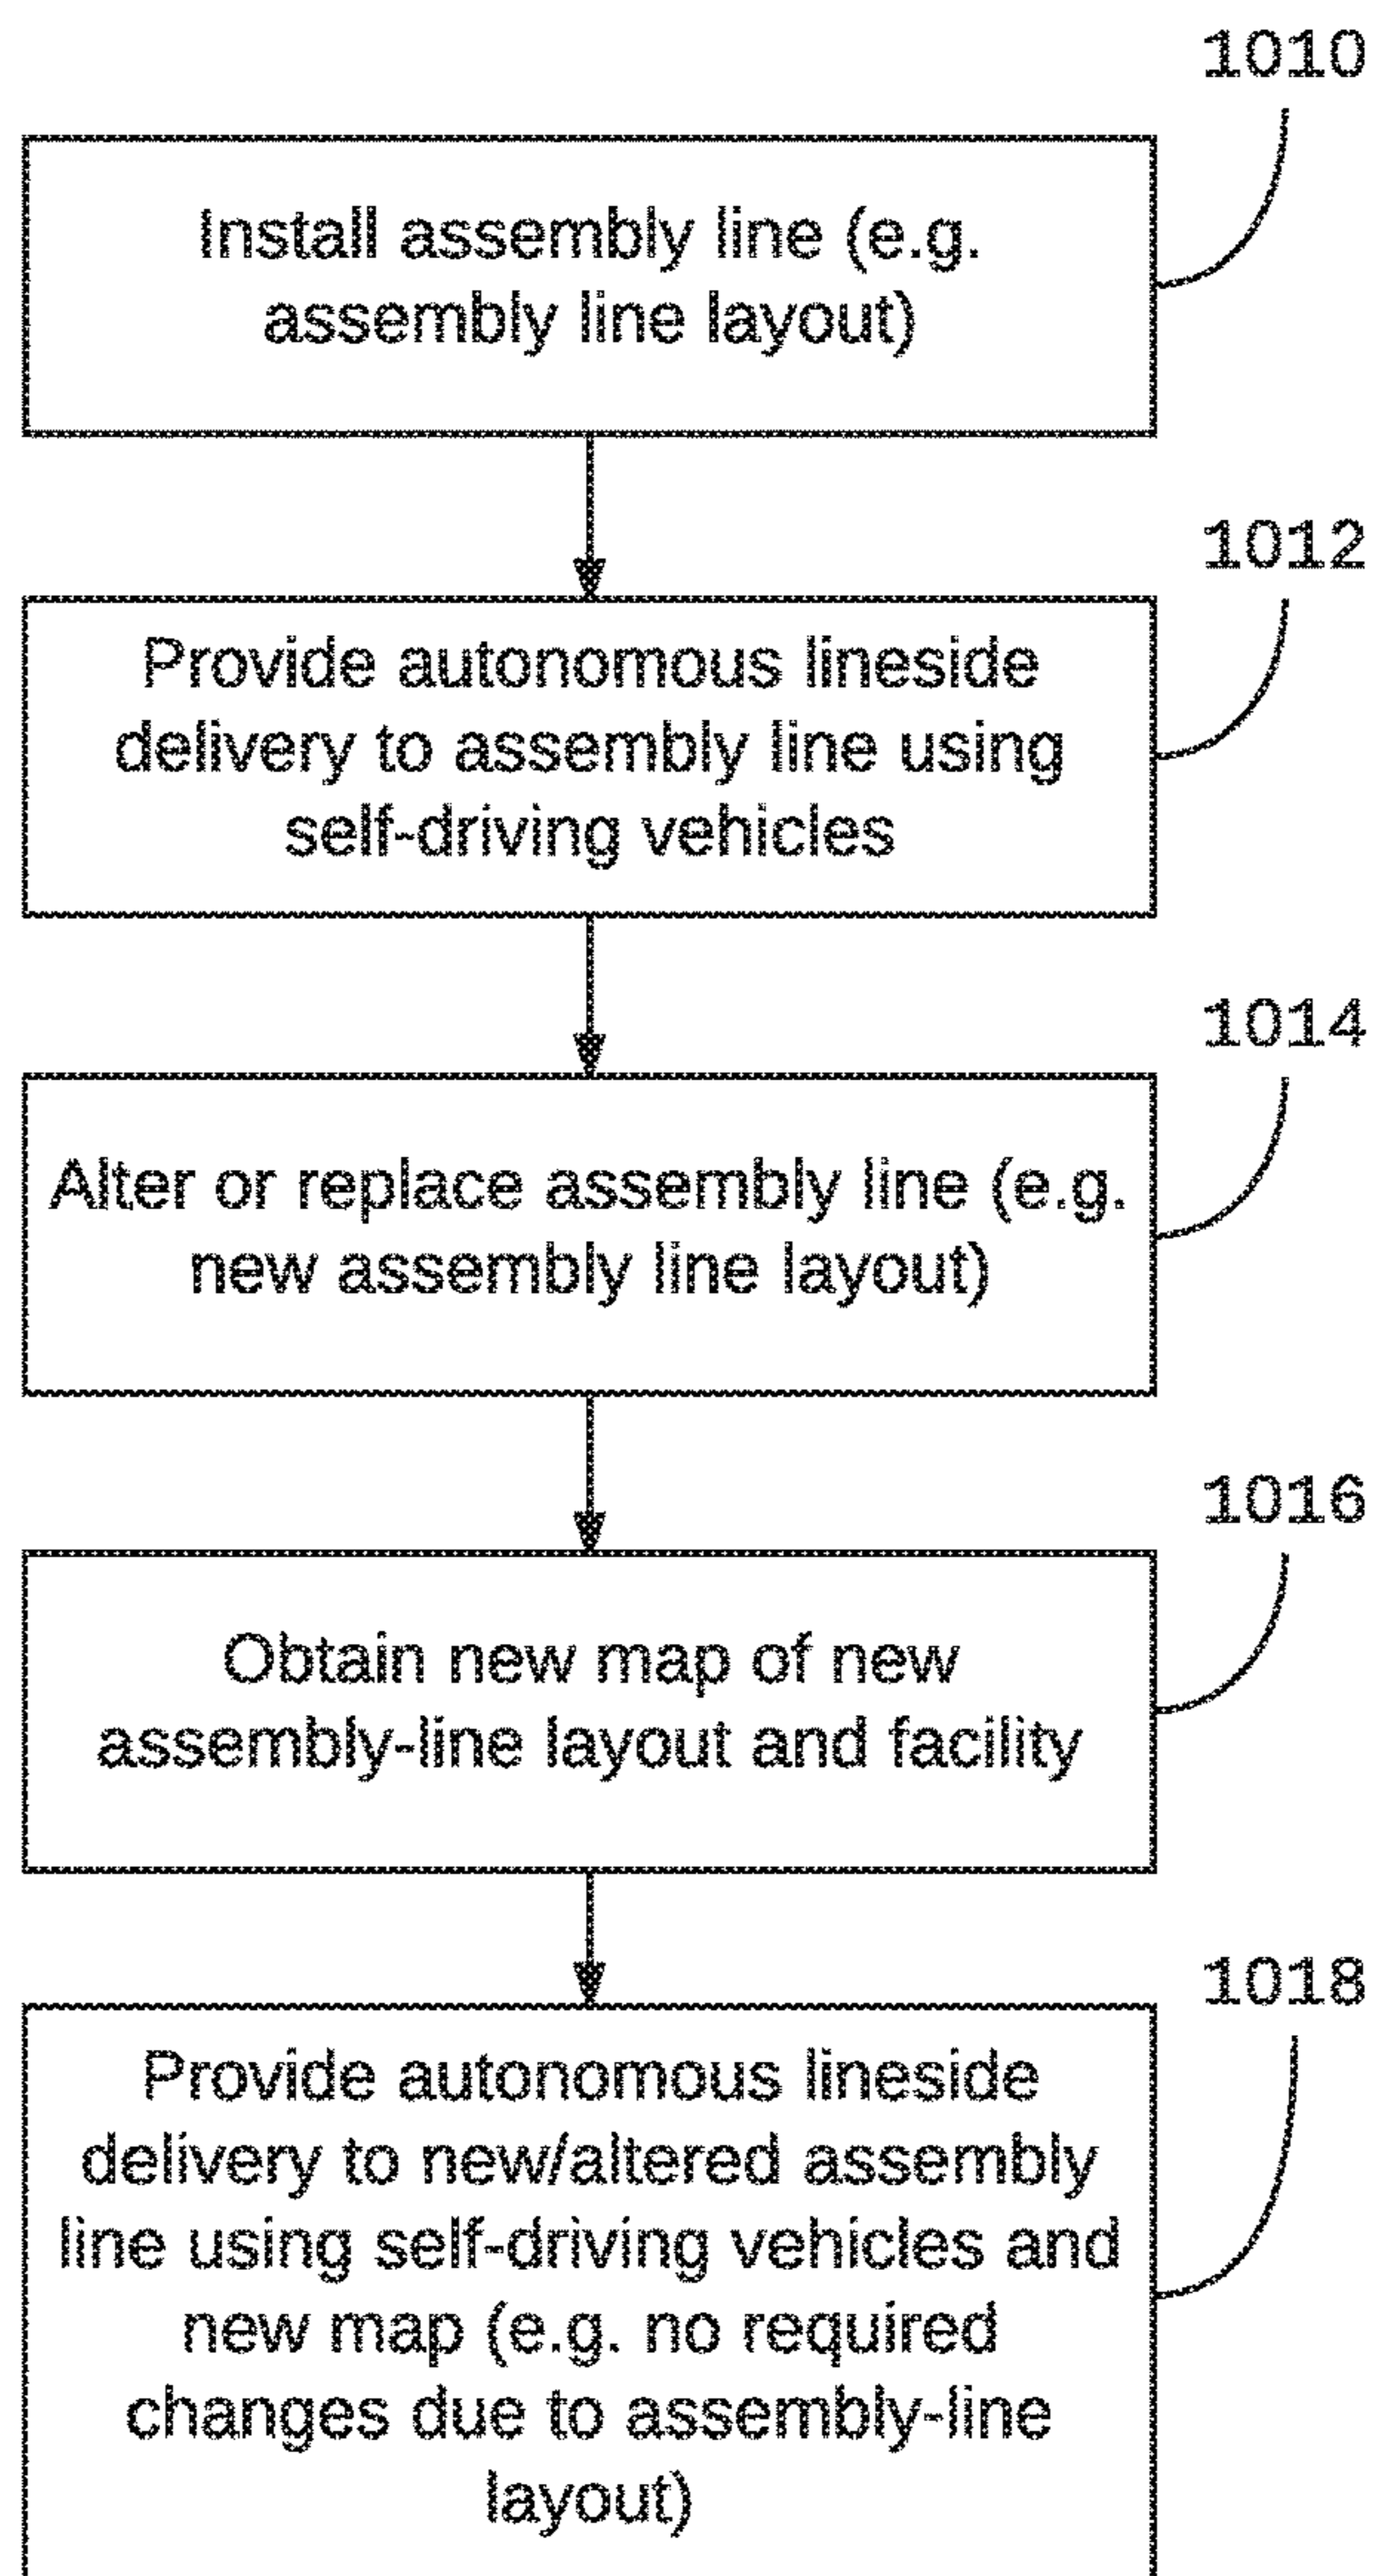 1010
Install assembly line (e.g.
assembly line layout)
1012
Provide autonomous lineside
delivery to assembly line using
self-driving vehicles
1014
Alter or replace assembly line (e.g.
new assembly line layout)
1016
Obtain new map of new
assembly-line layout and facility
1018
Provide autonomous lineside
delivery to new/altered assembly
line using self-driving vehicles and
new map (e.g. no required
changes due to assembly-line
layout)